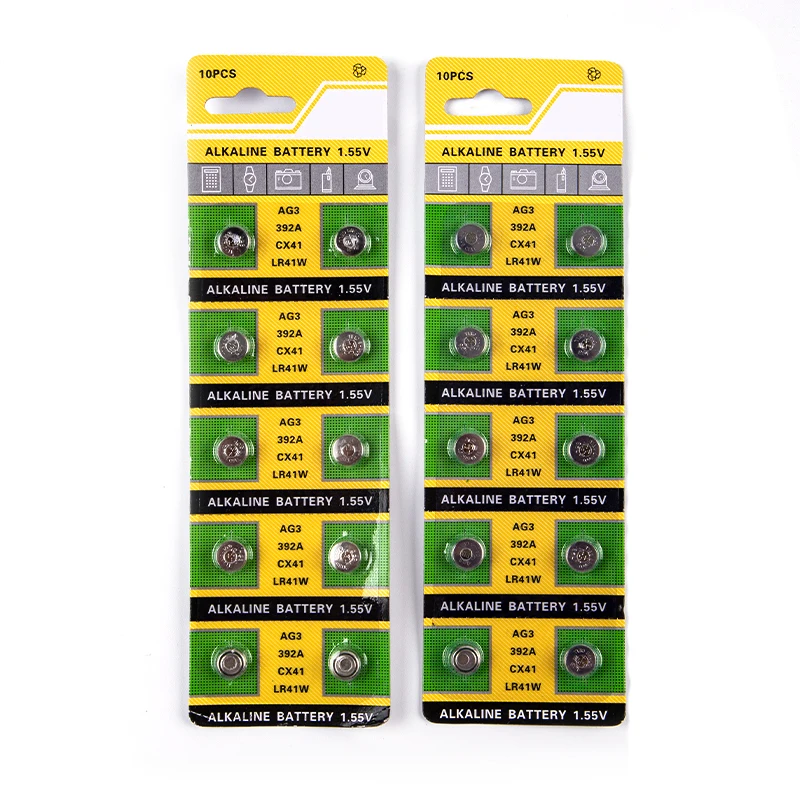 10PCS
ALKALINE BATTERY 1.55V
AG3
392A
CX41
LR41W
ALKALINE BATTERY 1.55V
AG3
392A
CX41
LR41W
ALKALINE BATTERY 1.55V
AG3
392A
CX41
LR41W
ALKALINE BATTERY 1.55V
AG3
392A
CX41
LR41W
ALKALINE BATTERY 1.55V
AG3
392A
CX41
LR41W
ALKALINE BATTERY 1.55V
10PCS
ALKALINE BATTERY 1.55V
AG3
392A
CX41
LR41W
ALKALINE BATTERY 1.55V
AG3
392A
CX41
LR41W
ALKALINE BATTERY 1.55V
AG3
392A
CX41
LR41W
ALKALINE BATTERY 1.55V
AG3
392A
CX41
LR41W
ALKALINE BATTERY 1.55V
AG3
392A
CX41
LR41W
ALKALINE BATTERY 1.55V